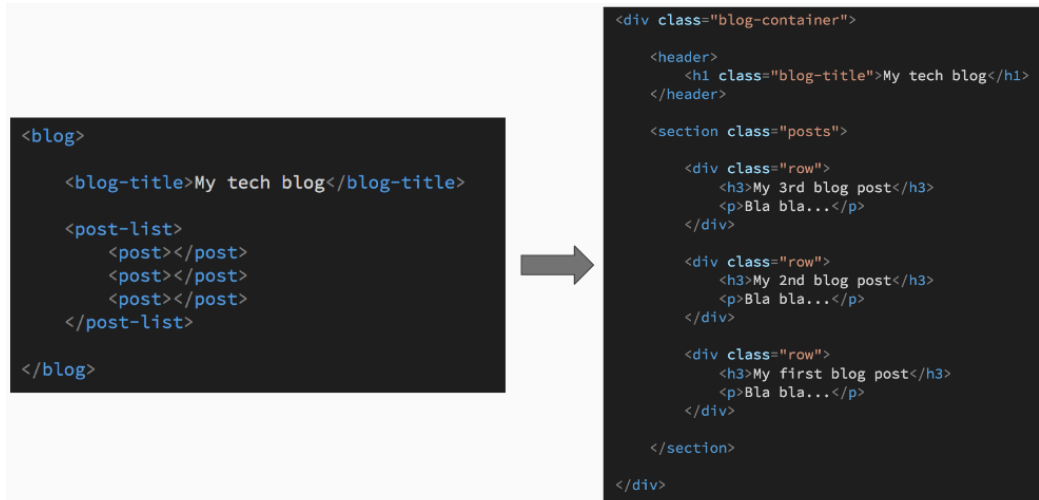 <blog>
<blog-title>My tech blog</blog-title>
<post-list>
<post></post>
<post></post>
<post></post>
</post-list>
</blog>
<div class="blog-container">
<header>
<h1 class="blog-title">My tech blog</h1>
</header>
<section class="posts">
<div class="row">
<h3>My 3rd blog post</h3>
<p>Bla bla...</p>
</div>
<div class="row">
<h3>My 2nd blog post</h3>
<p>Bla bla...</p>
</div>
<div class="row">
<h3>My first blog post</h3>
<p>Bla bla...</p>
</div>
</section>
</div>